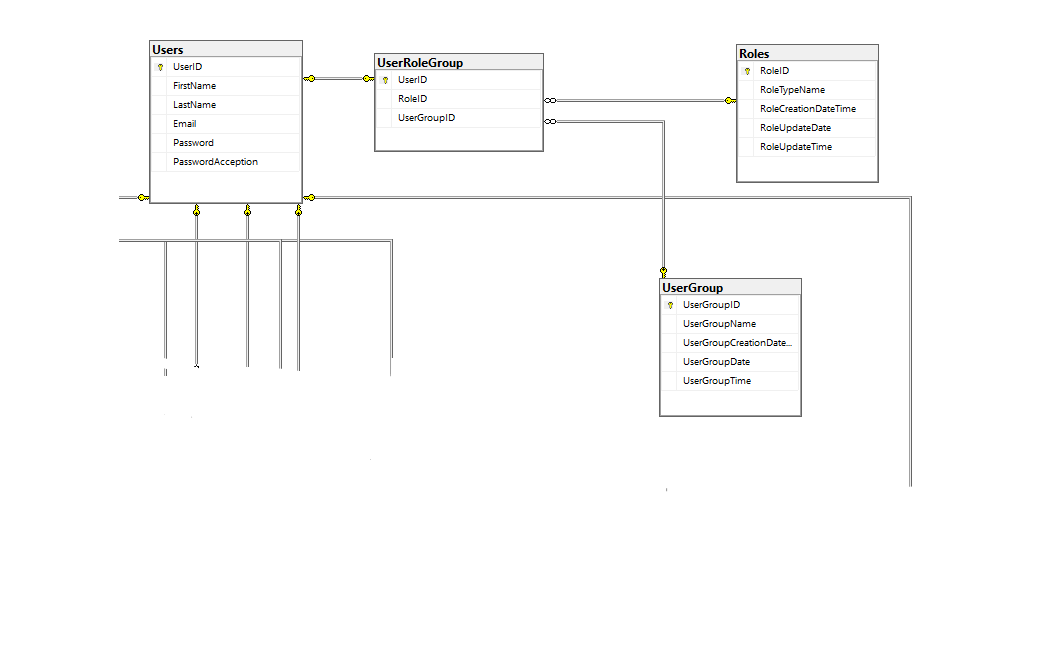 Users
UserID
FirstName
LastName
Email
Password
PasswordAcception
UserRoleGroup
UserID
RoleID
UserGroupID
Roles
RoleID
RoleTypeName
RoleCreationDateTime
RoleUpdateDate
RoleUpdateTime
UserGroup
UserGroupID
UserGroupName
UserGroupCreationDate...
UserGroupDate
UserGroupTime